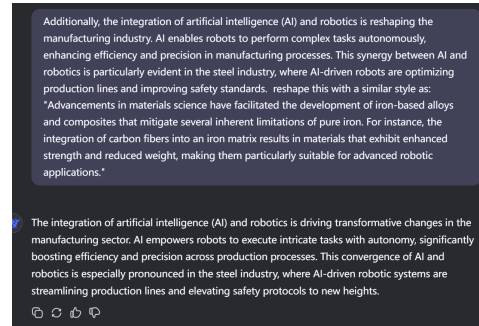 Additionally, the integration of artificial intelligence (AI) and robotics is reshaping the
manufacturing industry. AI enables robots to perform complex tasks autonomously,
enhancing efficiency and precision in manufacturing processes. This synergy between AI and
robotics is particularly evident in the steel industry, where AI-driven robots are optimizing
production lines and improving safety standards.  reshape this with a similar style as:
"Advancements in materials science have facilitated the development of iron-based alloys
and composites that mitigate several inherent limitations of pure iron. For instance, the
integration of carbon fibers into an iron matrix results in materials that exhibit enhanced
strength and reduced weight, making them particularly suitable for advanced robotic
applications."
The integration of artificial intelligence (AI) and robotics is driving transformative changes in the
manufacturing sector. AI empowers robots to execute intricate tasks with autonomy, significantly
boosting efficiency and precision across production processes. This convergence of AI and
robotics is especially pronounced in the steel industry, where AI-driven robotic systems are
streamlining production lines and elevating safety protocols to new heights.